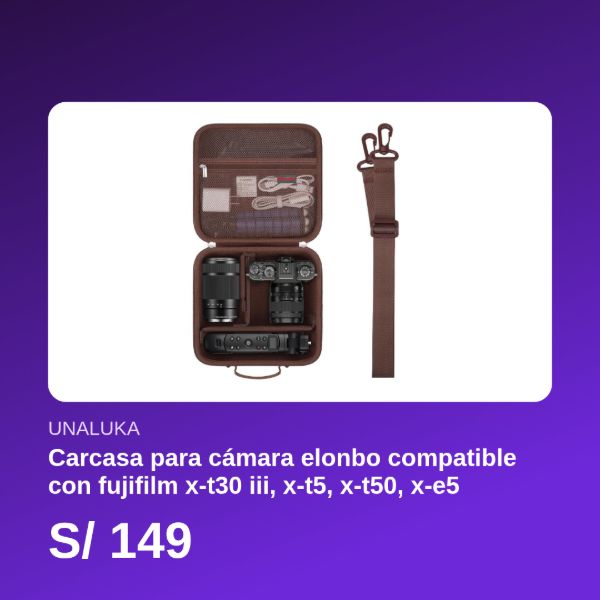 UNALUKA
Carcasa para cámara elonbo compatible
con fujifilm x-t30 iii, x-t5, x-t50, x-e5
S/ 149